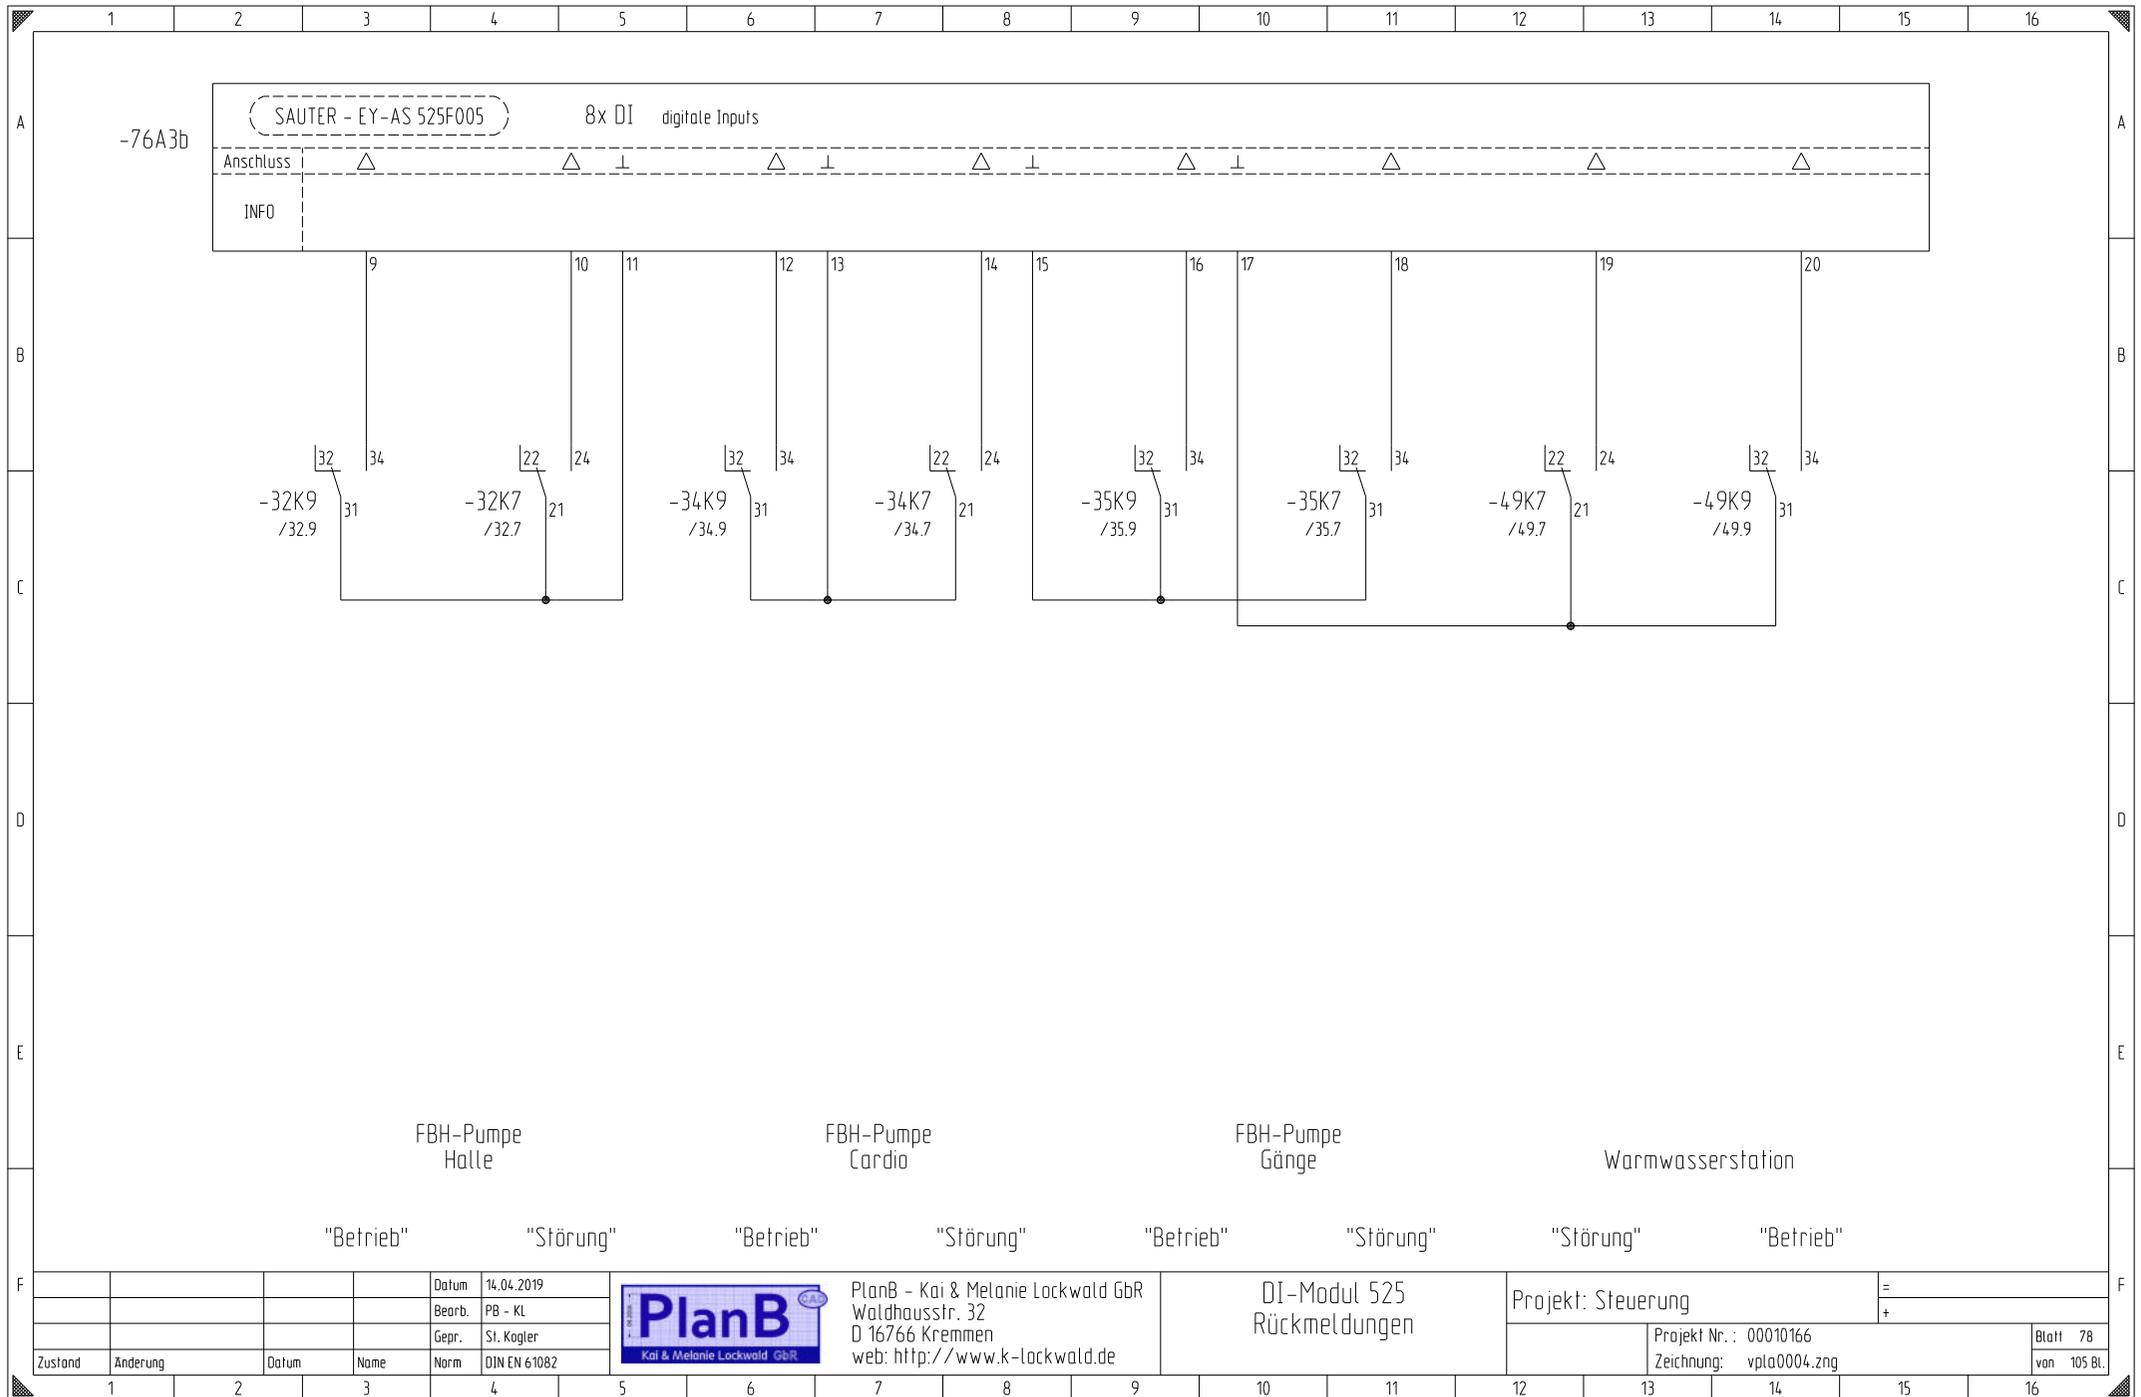 1 2 3 4 5 6 7 8 9 10 11 12 13 14 15 16
A A
SAUTER - EY-AS 525F005 8x DI digitale Inputs
-76A3b
Anschluss
INFO
9 10 11 12 13 14 15 16 17 18 19 20
B B
32 34 22 24 32 34 22 24 32 34 32 34 22 24 32 34
-32K9 31 -32K7 21 -34K9 31 -34K7 21 -35K9 31 -35K7 31 -49K7 21 -49K9 31
/32.9 /32.7 /34.9 /34.7 /35.9 /35.7 /49.7 /49.9
C C
D D
E E
FBH-Pumpe FBH-Pumpe FBH-Pumpe
Halle Cardio Gänge Warmwasserstation
"Betrieb" "Störung" "Betrieb" "Störung" "Betrieb" "Störung" "Störung" "Betrieb"
F F
Datum 14.04.2019
Bearb. PB - KL
Gepr. St. Kogler
Zustand Änderung Datum Name Norm DIN EN 61082
PlanB CAD
Kai & Melanie Lockwald GbR
PlanB - Kai & Melanie Lockwald GbR
Waldhausstr. 32
D 16766 Kremmen
web: http://www.k-lockwald.de
DI-Modul 525
Rückmeldungen
Projekt: Steuerung
=
+
Projekt Nr.: 00010166
Zeichnung: vpla0004.zng
Blatt 78
von 105 Bl.
1 2 3 4 5 6 7 8 9 10 11 12 13 14 15 16